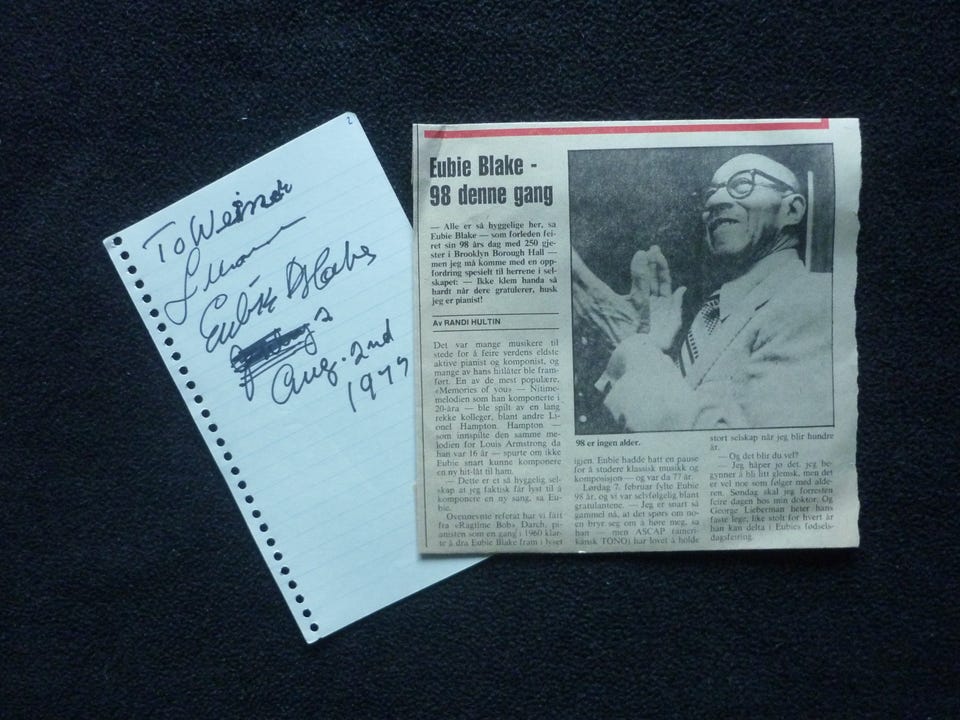 2
To Weimar
Eubie Blake
2
Aug. 2nd
1977
Eubie Blake -
98 denne gang
— Alle er så hyggelige her, sa
Eubie Blake — som forleden fei-
ret sin 98 års dag med 250 gje-
ster i Brooklyn Borough Hall —
men jeg må komme med en opp-
fordring spesielt til herrene i sel-
skapet: — Ikke klem handa så
hardt når dere gratulerer, husk
jeg er pianist!
Av RANDI HULTIN
Det var mange musikere til
stede for å feire verdens eldste
aktive pianist og komponist, og
mange av hans hitlåter ble fram-
ført. En av de mest populære,
«Memories of you» — Nitime-
melodien som han komponerte i
20-åra — ble spilt av en lang
rekke kolleger, blant andre Li-
onel Hampton. Hampton —
som innspilte den samme me-
lodien for Louis Armstrong da
han var 16 år — spurte om ikke
Eubie snart kunne komponere
en ny hit-låt til ham.
— Dette er et så hyggelig sel-
skap at jeg faktisk får lyst til å
komponere en ny sang, sa Eu-
bie.
Ovennevnte referat har vi fått
fra «Ragtime Bob» Darch, pi-
anisten som en gang i 1960 klar-
te å dra Eubie Blake fram i lyset
98 er ingen alder.
igjen. Eubie hadde hatt en pause
for å studere klassisk musikk og
komposisjon — og var da 77 år.
Lørdag 7. februar fylte Eubie
98 år, og vi var selvfølgelig blant
gratulantene. — Jeg er snart så
gammel nå, at det spørs om no-
en bryr seg om å høre meg, sa
han — men ASCAP (ameri-
kansk TONO) har lovet å holde
stort selskap når jeg blir hundre
år.
— Og det blir du vel?
— Jeg håper jo det, jeg be-
gynner å bli litt glemsk, men det
er vel noe som følger med alde-
ren. Søndag skal jeg forresten
feire dagen hos min doktor. Og
George Lieberman heter hans
faste lege, like stolt for hvert år
han kan delta i Eubies fødsels-
dagsfeiring.